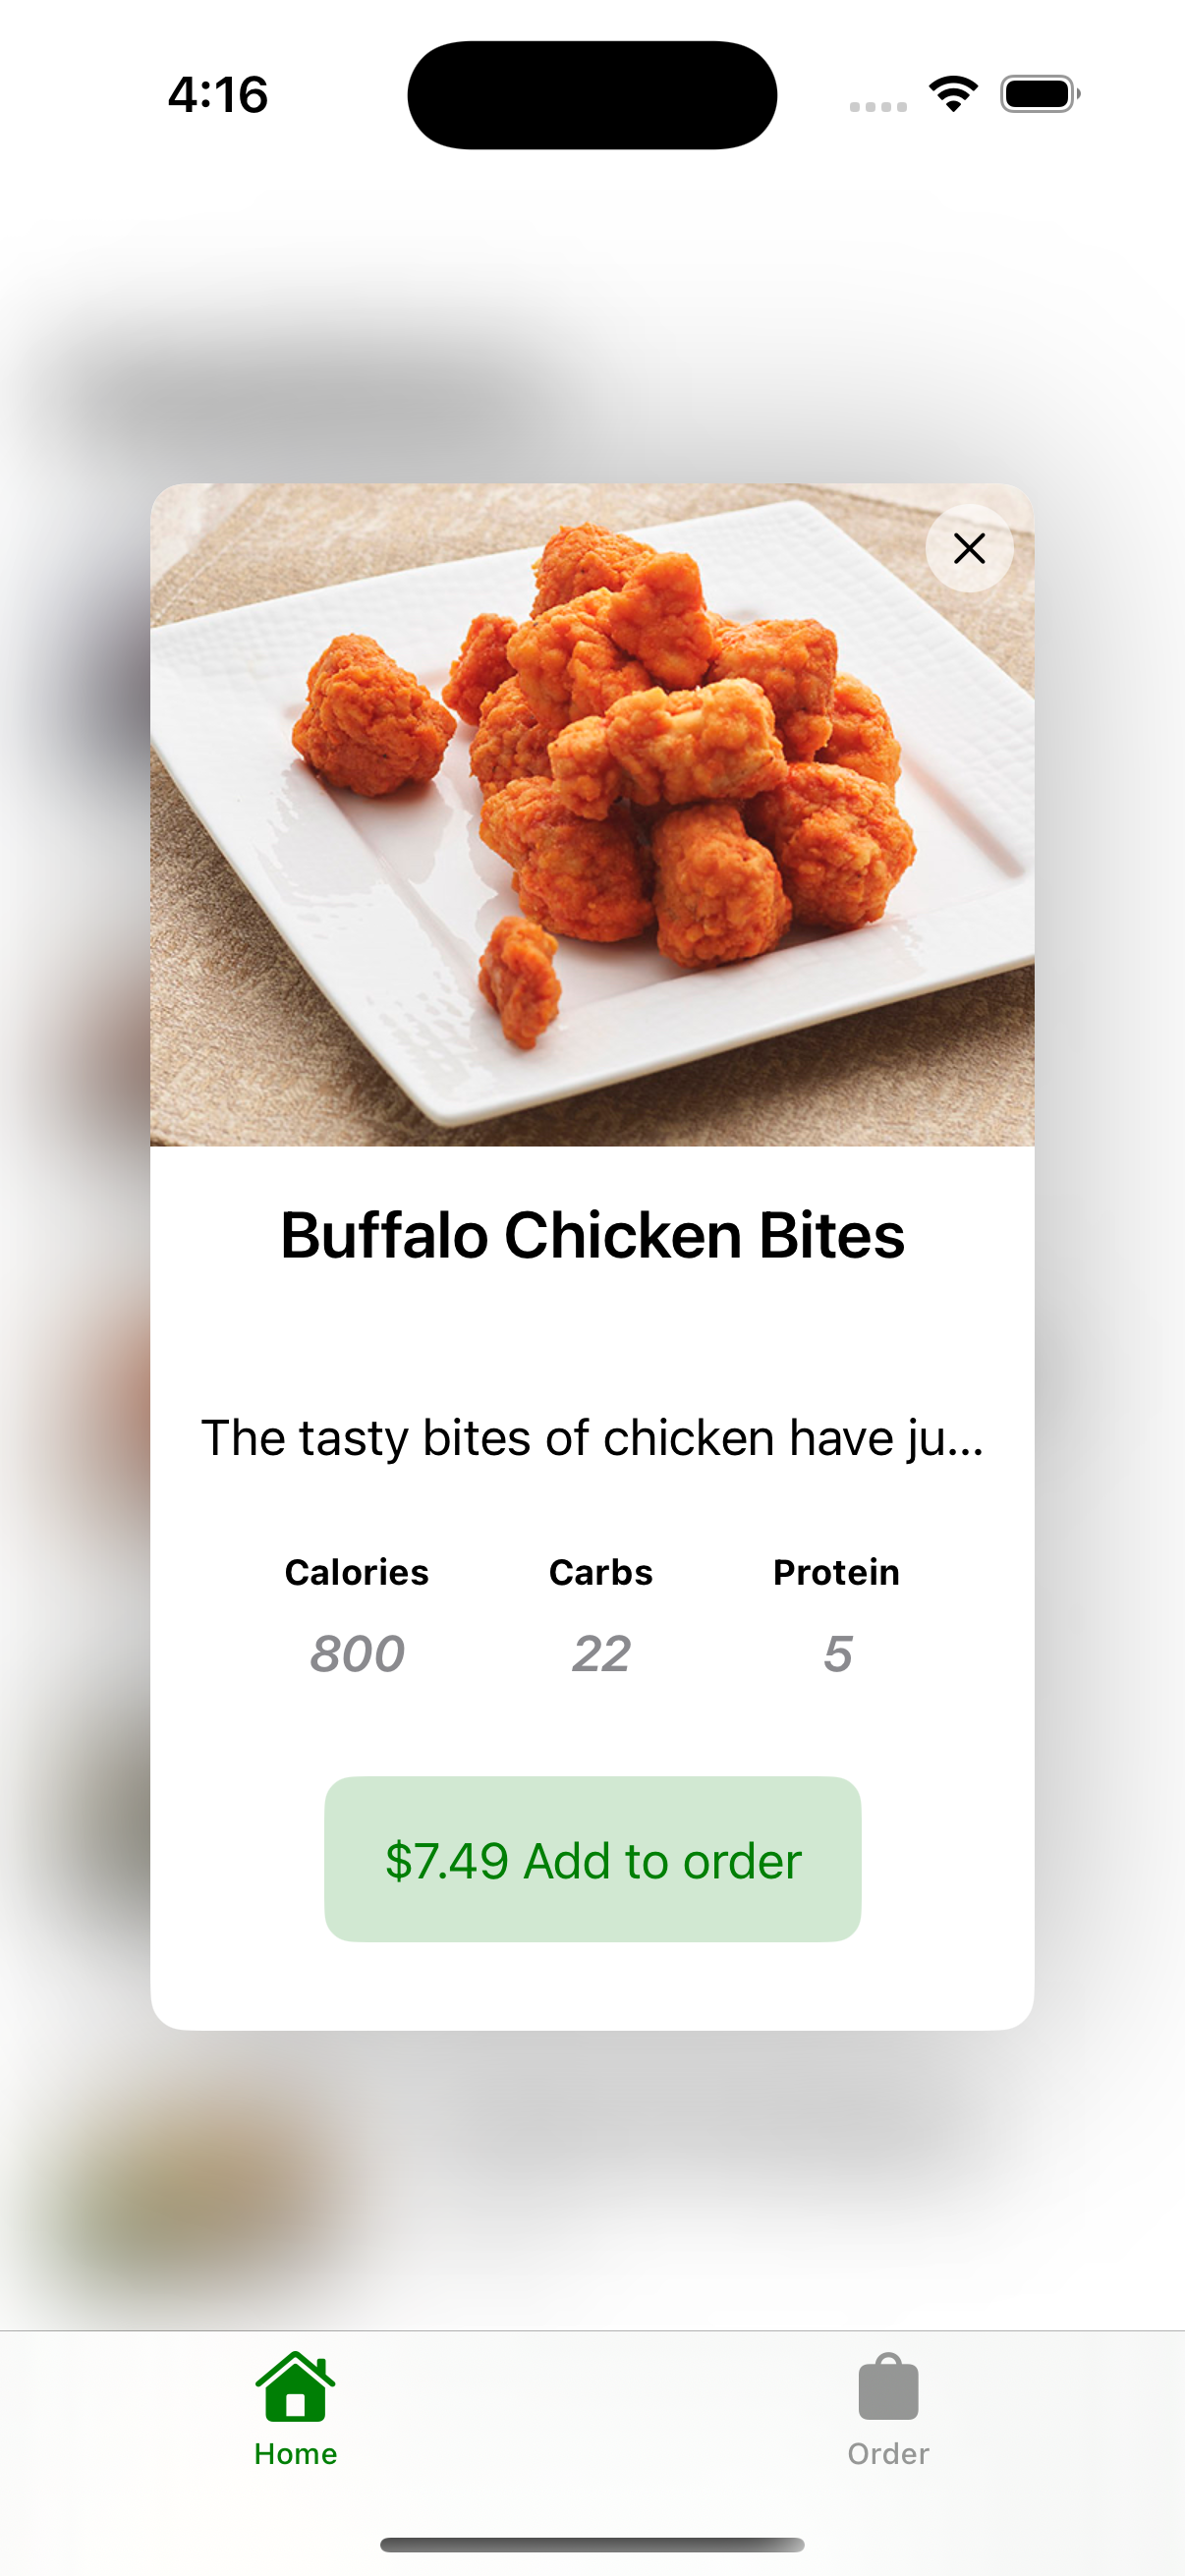 4:16
Buffalo Chicken Bites
The tasty bites of chicken have ju...
Calories Carbs Protein
800 22 5
$7.49 Add to order
Home Order